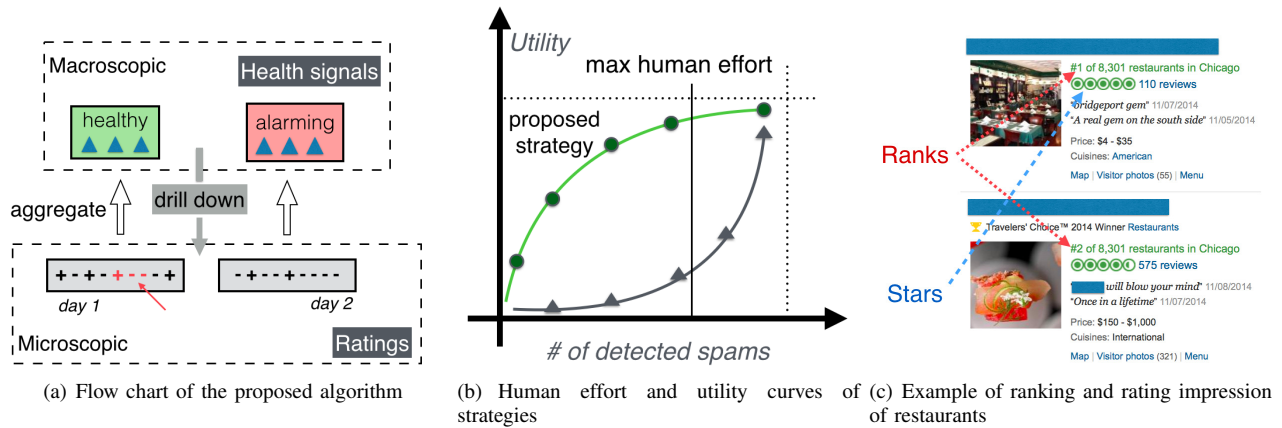 Macroscopic
Health signals
healthy
alarming
aggregate
drill down
+ - + - + - - - +
- + - - + - - - -
day 1
day 2
Microscopic
Ratings
(a) Flow chart of the proposed algorithm
Utility
max human effort
proposed
strategy
# of detected spams
(b) Human effort and utility curves of
strategies
Ranks
Stars
#1 of 8,301 restaurants in Chicago
110 reviews
"bridgeport gem" 11/07/2014
"A real gem on the south side" 11/05/2014
Price: $4 - $35
Cuisines: American
Map | Visitor photos (55) | Menu
Travelers' Choice™ 2014 Winner Restaurants
#2 of 8,301 restaurants in Chicago
575 reviews
will blow your mind" 11/08/2014
"Once in a lifetime" 11/07/2014
Price: $150 - $1,000
Cuisines: International
Map | Visitor photos (321) | Menu
(c) Example of ranking and rating impression
of restaurants